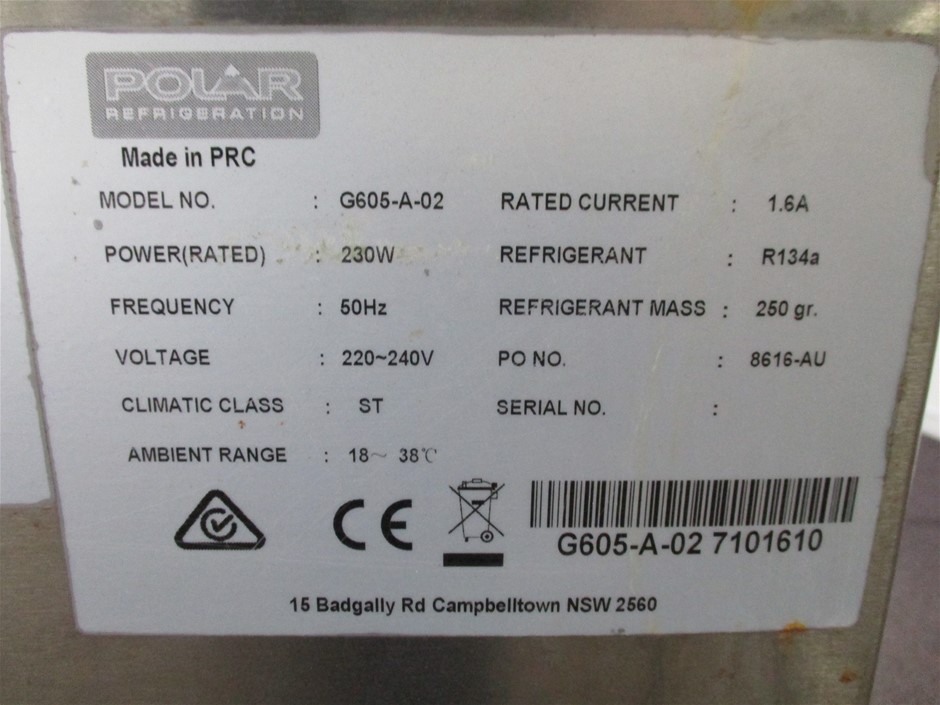 POLAR
REFRIGERATION
Made in PRC
MODEL NO. : G605-A-02 RATED CURRENT : 1.6A
POWER(RATED) : 230W REFRIGERANT : R134a
FREQUENCY : 50Hz REFRIGERANT MASS : 250 gr.
VOLTAGE : 220~240V PO NO. : 8616-AU
CLIMATIC CLASS : ST SERIAL NO. :
AMBIENT RANGE : 18~ 38℃
CE
G605-A-02 7101610
15 Badgally Rd Campbelltown NSW 2560